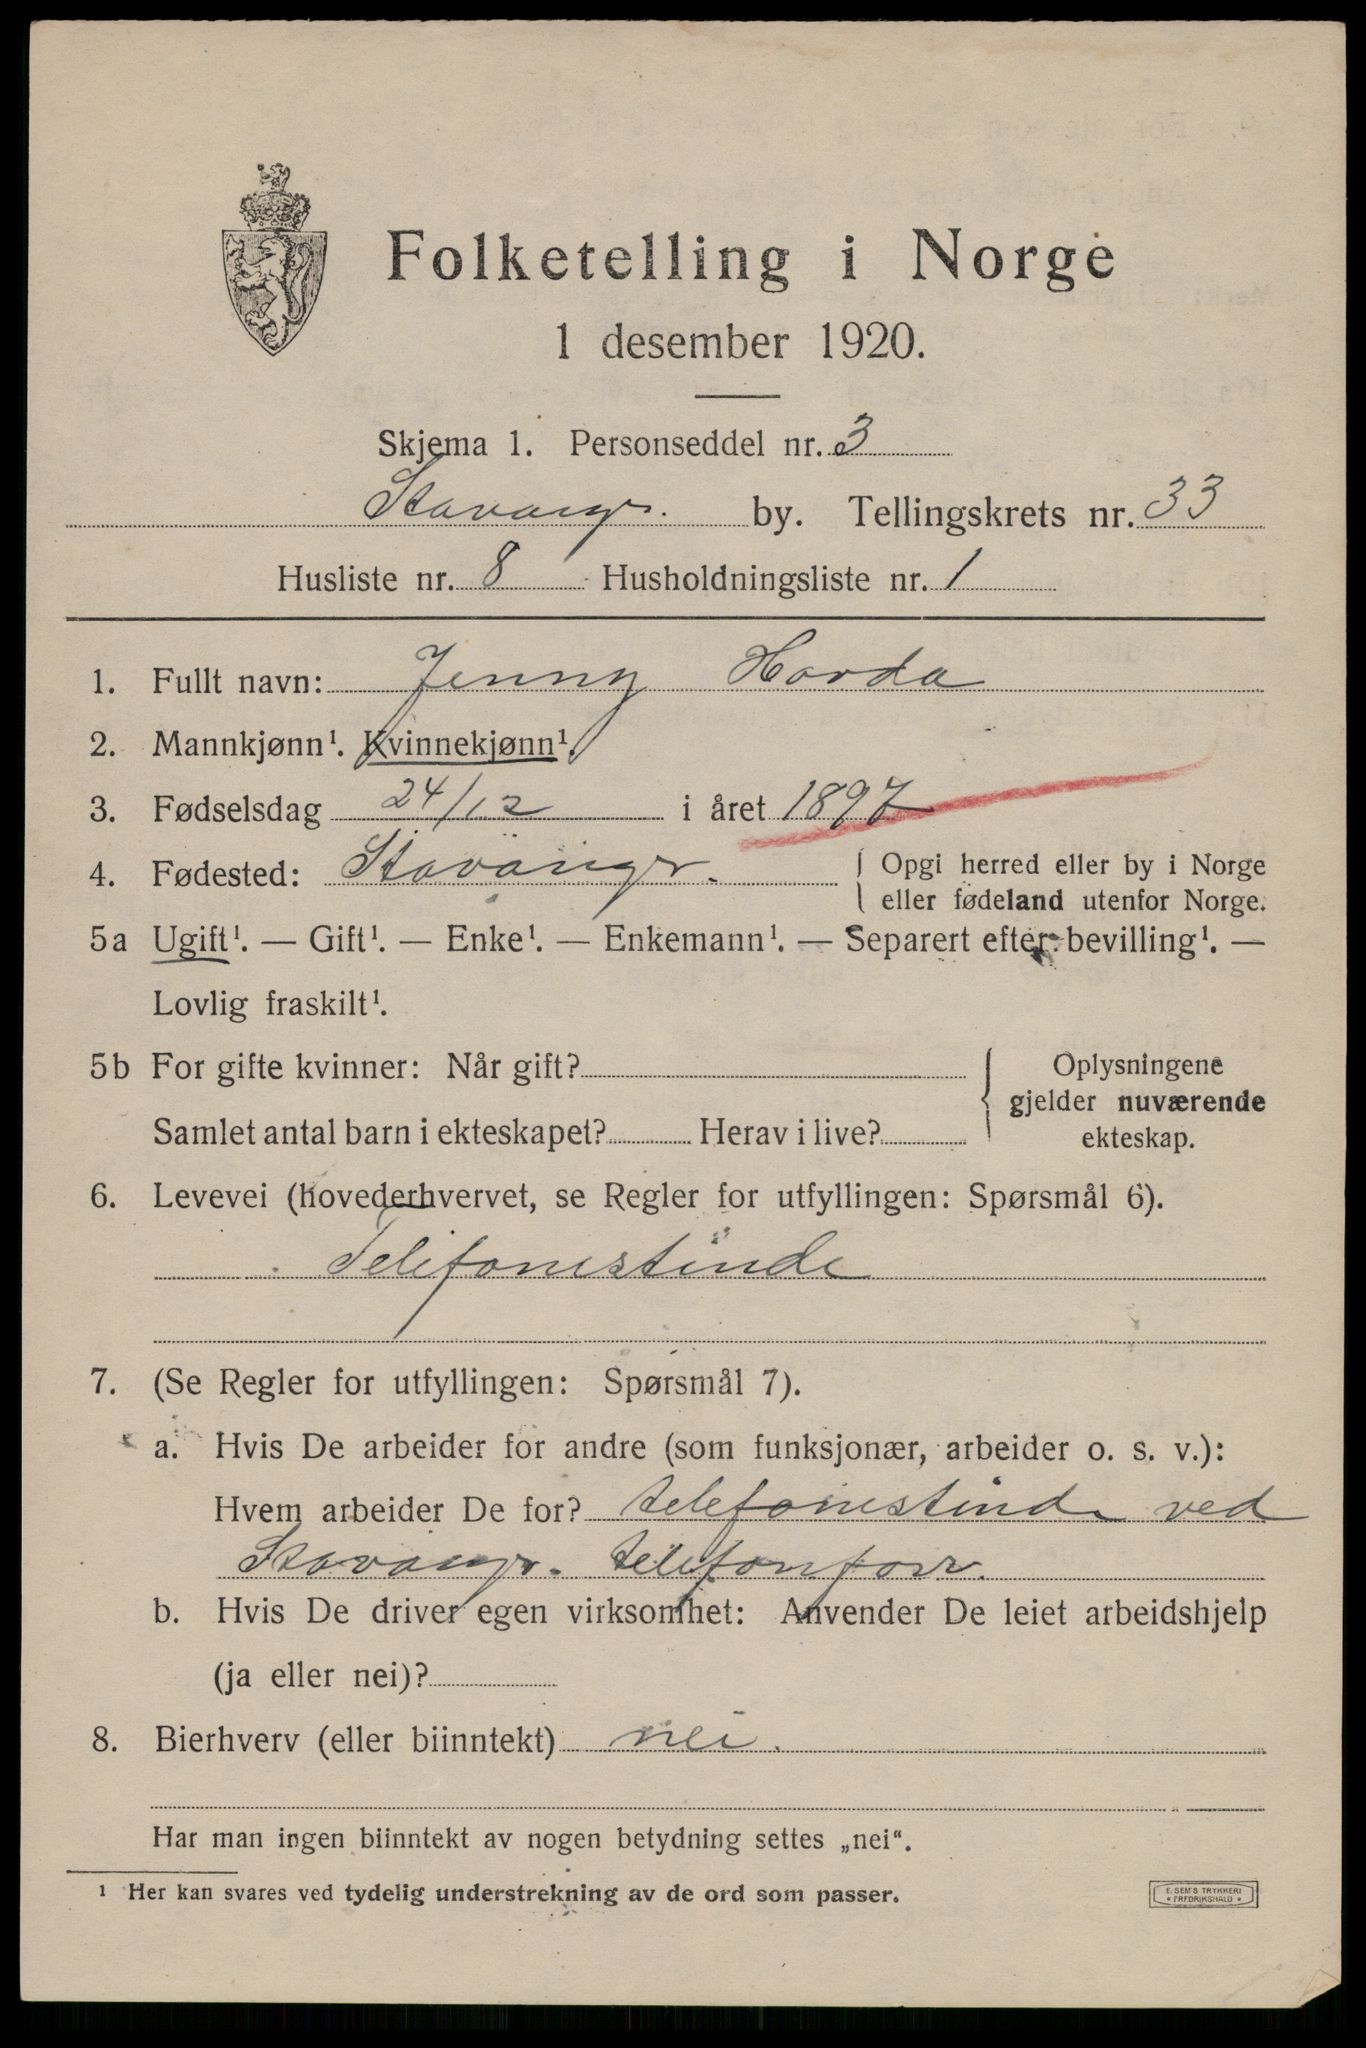 Folketelling i Norge
1 desember 1920.
Skjema 1. Personseddel nr. 3
Stavanger. by. Tellingskrets nr. 33
Husliste nr. 8 Husholdningsliste nr. 1
1. Fullt navn: Jenny Havda
2. Mannkjønn¹. Kvinnekjønn¹.
3. Fødselsdag 24/12 i året 1897
4. Fødested: Stavanger. Opgi herred eller by i Norge
eller fødeland utenfor Norge.
5a Ugift¹. — Gift¹. — Enke¹. — Enkemann¹. — Separert efter bevilling¹. —
Lovlig fraskilt¹.
5b For gifte kvinner: Når gift? Oplysningene
gjelder nuværende
Samlet antal barn i ekteskapet? Herav i live? ekteskap.
6. Levevei (hovederhvervet, se Regler for utfyllingen: Spørsmål 6).
Telefonistinde
7. (Se Regler for utfyllingen: Spørsmål 7).
a. Hvis De arbeider for andre (som funksjonær, arbeider o. s. v.):
Hvem arbeider De for? telefonistinde ved
Stavanger. telefonforr.
b. Hvis De driver egen virksomhet: Anvender De leiet arbeidshjelp
(ja eller nei)?
8. Bierhverv (eller biinntekt) nei.
Har man ingen biinntekt av nogen betydning settes „nei“.
¹ Her kan svares ved tydelig understrekning av de ord som passer.
E. SEM'S TRYKKERI
* FREDRIKSHALD *